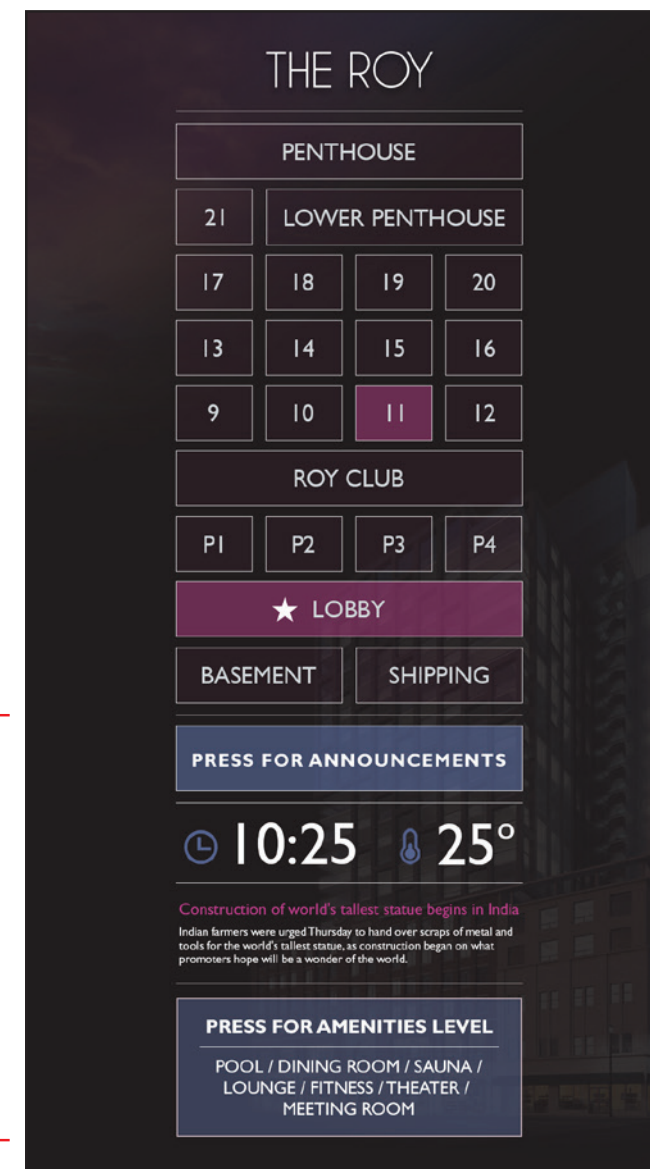 THE ROY
PENTHOUSE
21 LOWER PENTHOUSE
17 18 19 20
13 14 15 16
9 10 11 12
ROY CLUB
P1 P2 P3 P4
★ LOBBY
BASEMENT SHIPPING
PRESS FOR ANNOUNCEMENTS
10:25 25°
Construction of world's tallest statue begins in India
Indian farmers were urged Thursday to hand over scraps of metal and
tools for the world's tallest statue, as construction began on what
promoters hope will be a wonder of the world.
PRESS FOR AMENITIES LEVEL
POOL / DINING ROOM / SAUNA /
LOUNGE / FITNESS / THEATER /
MEETING ROOM